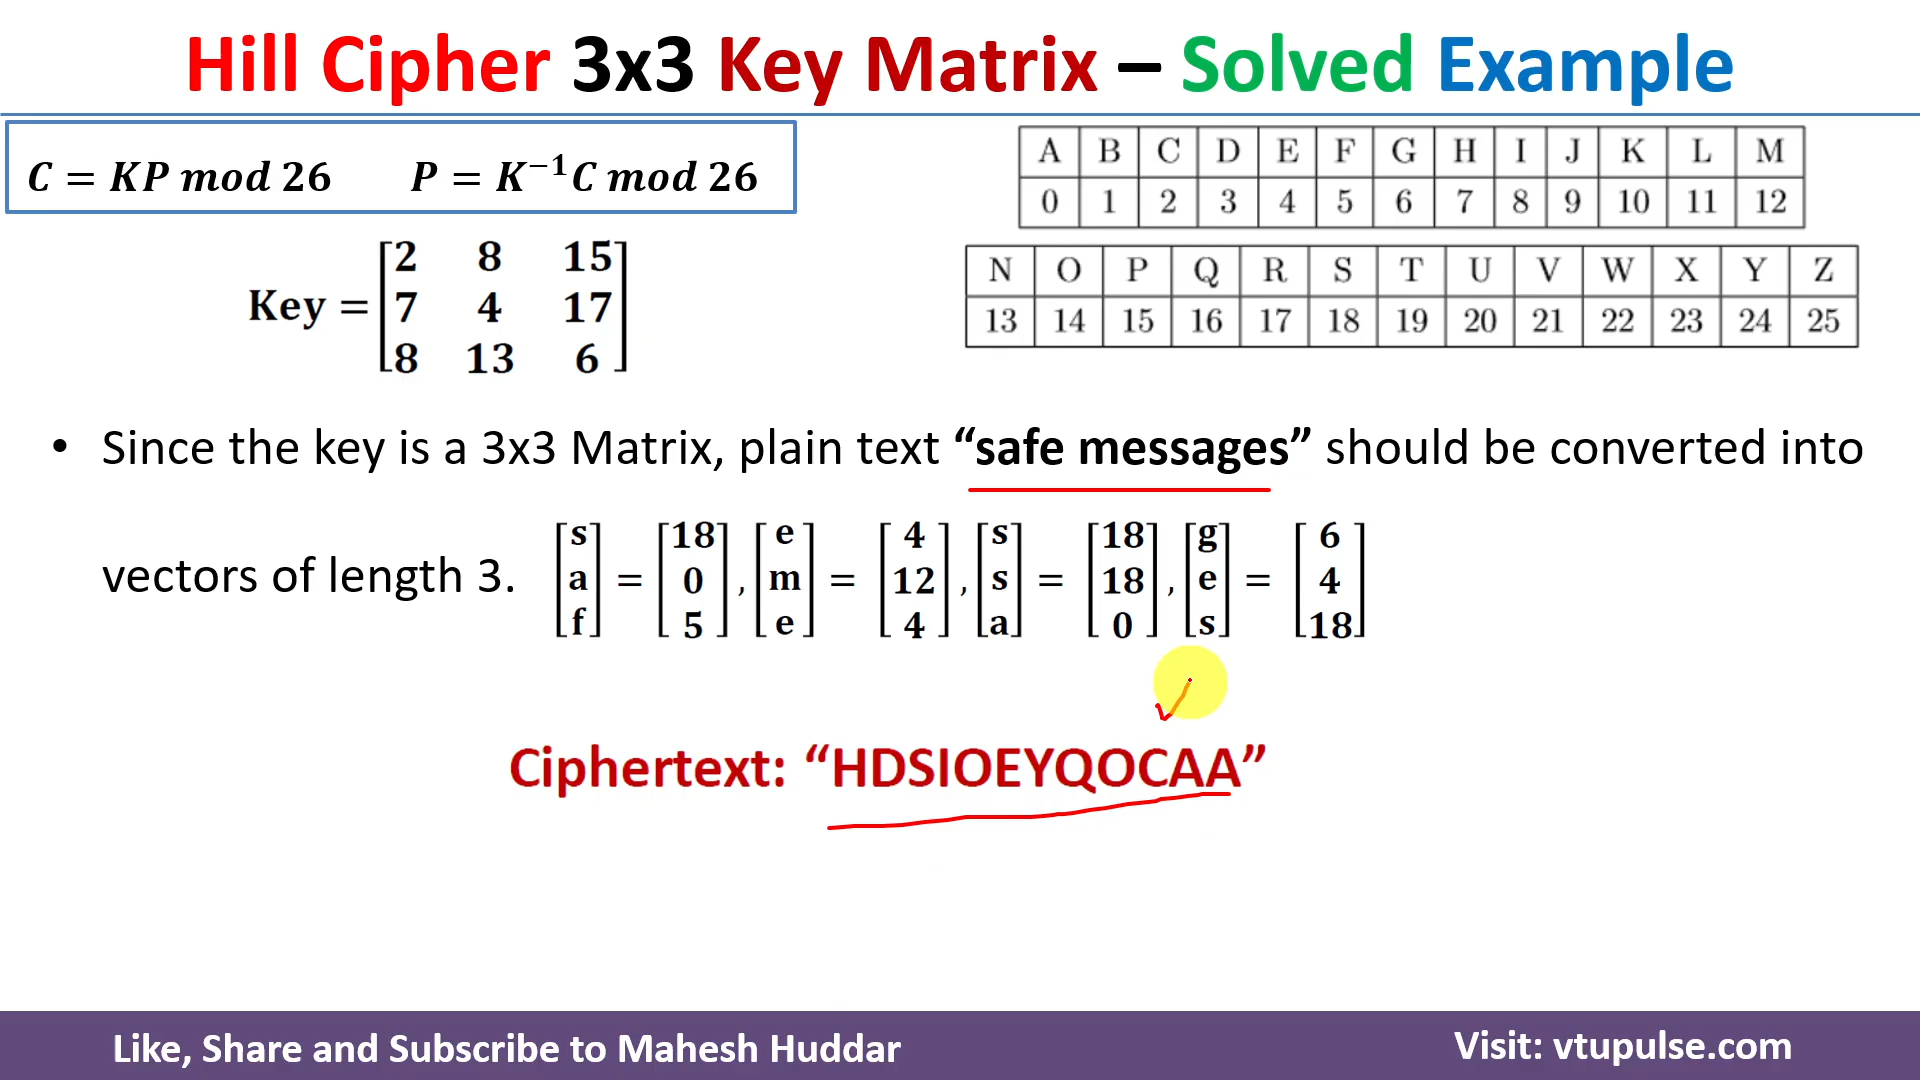 Hill Cipher 3x3 Key Matrix – Solved Example
C = KP mod 26 P = K⁻¹C mod 26
A B C D E F G H I J K L M
0 1 2 3 4 5 6 7 8 9 10 11 12
N O P Q R S T U V W X Y Z
13 14 15 16 17 18 19 20 21 22 23 24 25
2 8 15
Key = 7 4 17
8 13 6
• Since the key is a 3x3 Matrix, plain text “safe messages” should be converted into
s 18 e 4 s 18 g 6
vectors of length 3. a = 0 , m = 12 , s = 18 , e = 4
f 5 e 4 a 0 s 18
Ciphertext: “HDSIOEYQOCAA”
Like, Share and Subscribe to Mahesh Huddar
Visit: vtupulse.com